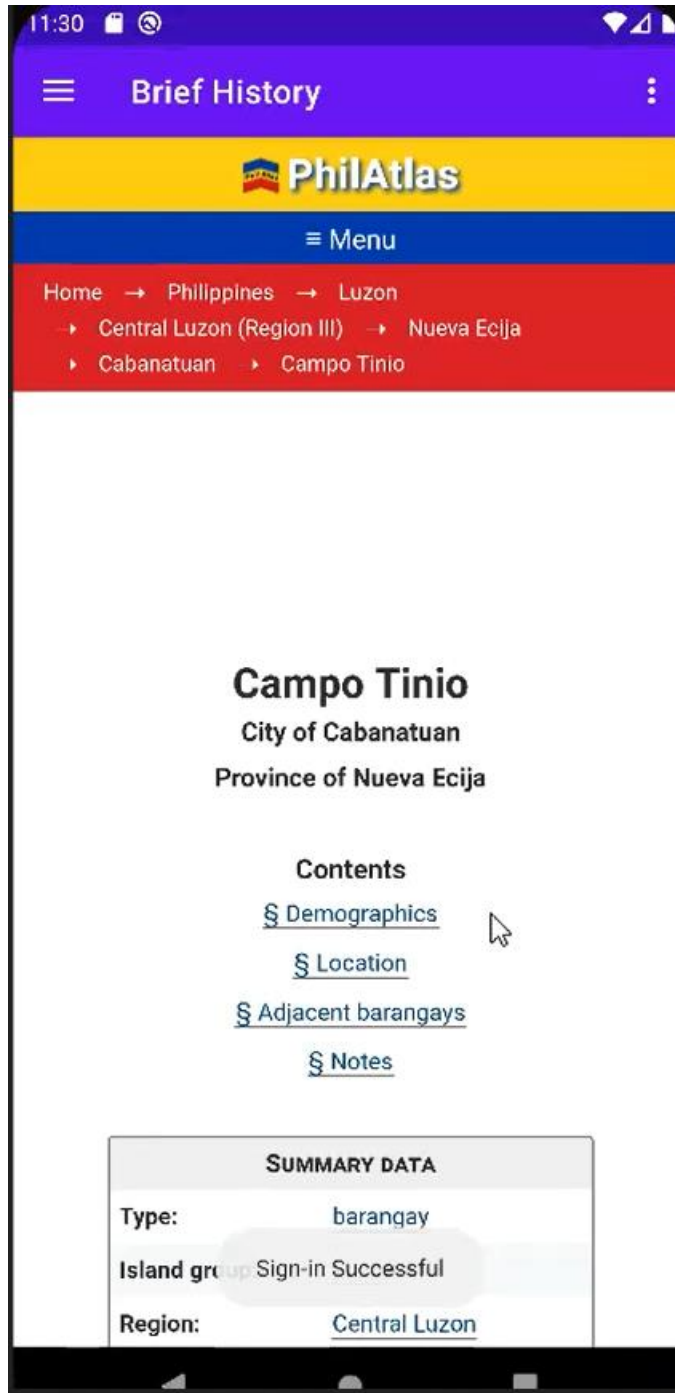 11:30
Brief History
PhilAtlas
≡ Menu
Home → Philippines → Luzon
→ Central Luzon (Region III) → Nueva Ecija
→ Cabanatuan → Campo Tinio
Campo Tinio
City of Cabanatuan
Province of Nueva Ecija
Contents
§ Demographics
§ Location
§ Adjacent barangays
§ Notes
SUMMARY DATA
Type: barangay
Island group
Sign-in Successful
Region: Central Luzon